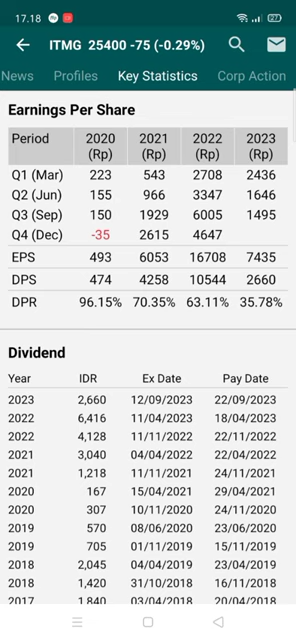 17.18 27
ITMG 25400 -75 (-0.29%)
News Profiles Key Statistics Corp Action
Earnings Per Share
Period 2020 (Rp) 2021 (Rp) 2022 (Rp) 2023 (Rp)
Q1 (Mar) 223 543 2708 2436
Q2 (Jun) 155 966 3347 1646
Q3 (Sep) 150 1929 6005 1495
Q4 (Dec) -35 2615 4647
EPS 493 6053 16708 7435
DPS 474 4258 10544 2660
DPR 96.15% 70.35% 63.11% 35.78%
Dividend
Year IDR Ex Date Pay Date
2023 2,660 12/09/2023 22/09/2023
2022 6,416 11/04/2023 18/04/2023
2022 4,128 11/11/2022 22/11/2022
2021 3,040 04/04/2022 22/04/2022
2021 1,218 11/11/2021 24/11/2021
2020 167 15/04/2021 29/04/2021
2020 307 10/11/2020 24/11/2020
2019 570 08/06/2020 23/06/2020
2019 705 01/11/2019 15/11/2019
2018 2,045 04/04/2019 23/04/2019
2018 1,420 31/10/2018 16/11/2018
2017 1,840 03/04/2018 20/04/2018